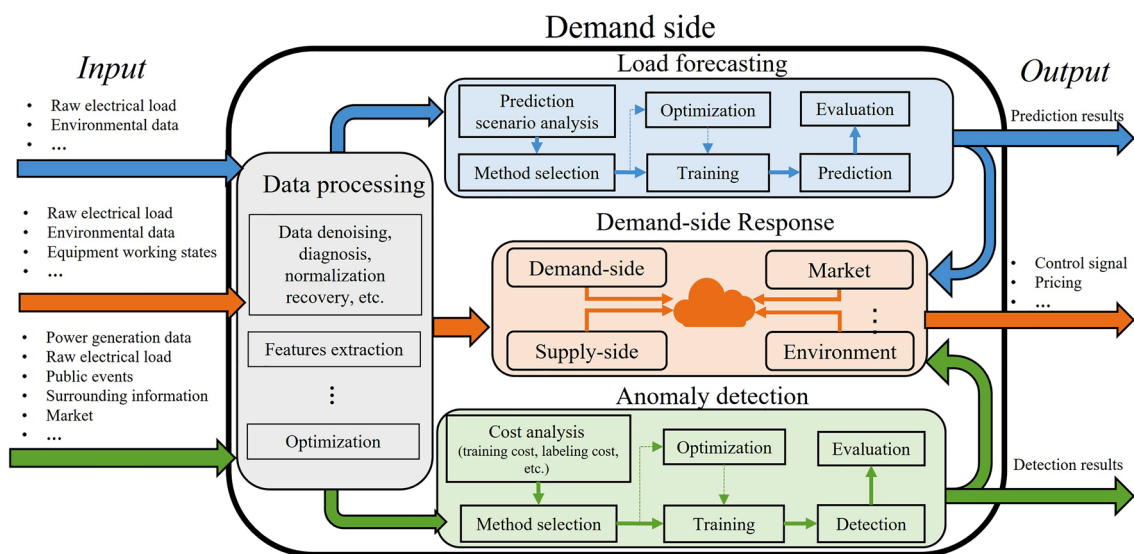 Demand side
Input
• Raw electrical load
• Environmental data
• ...
• Raw electrical load
• Environmental data
• Equipment working states
• ...
• Power generation data
• Raw electrical load
• Public events
• Surrounding information
• Market
• ...
Data processing
Data denoising,
diagnosis,
normalization
recovery, etc.
Features extraction
⋮
Optimization
Load forecasting
Prediction
scenario analysis
Optimization
Evaluation
Method selection
Training
Prediction
Demand-side Response
Demand-side
Market
⋮
Supply-side
Environment
Anomaly detection
Cost analysis
(training cost, labeling cost,
etc.)
Optimization
Evaluation
Method selection
Training
Detection
Output
Prediction results
• Control signal
• Pricing
• ...
Detection results